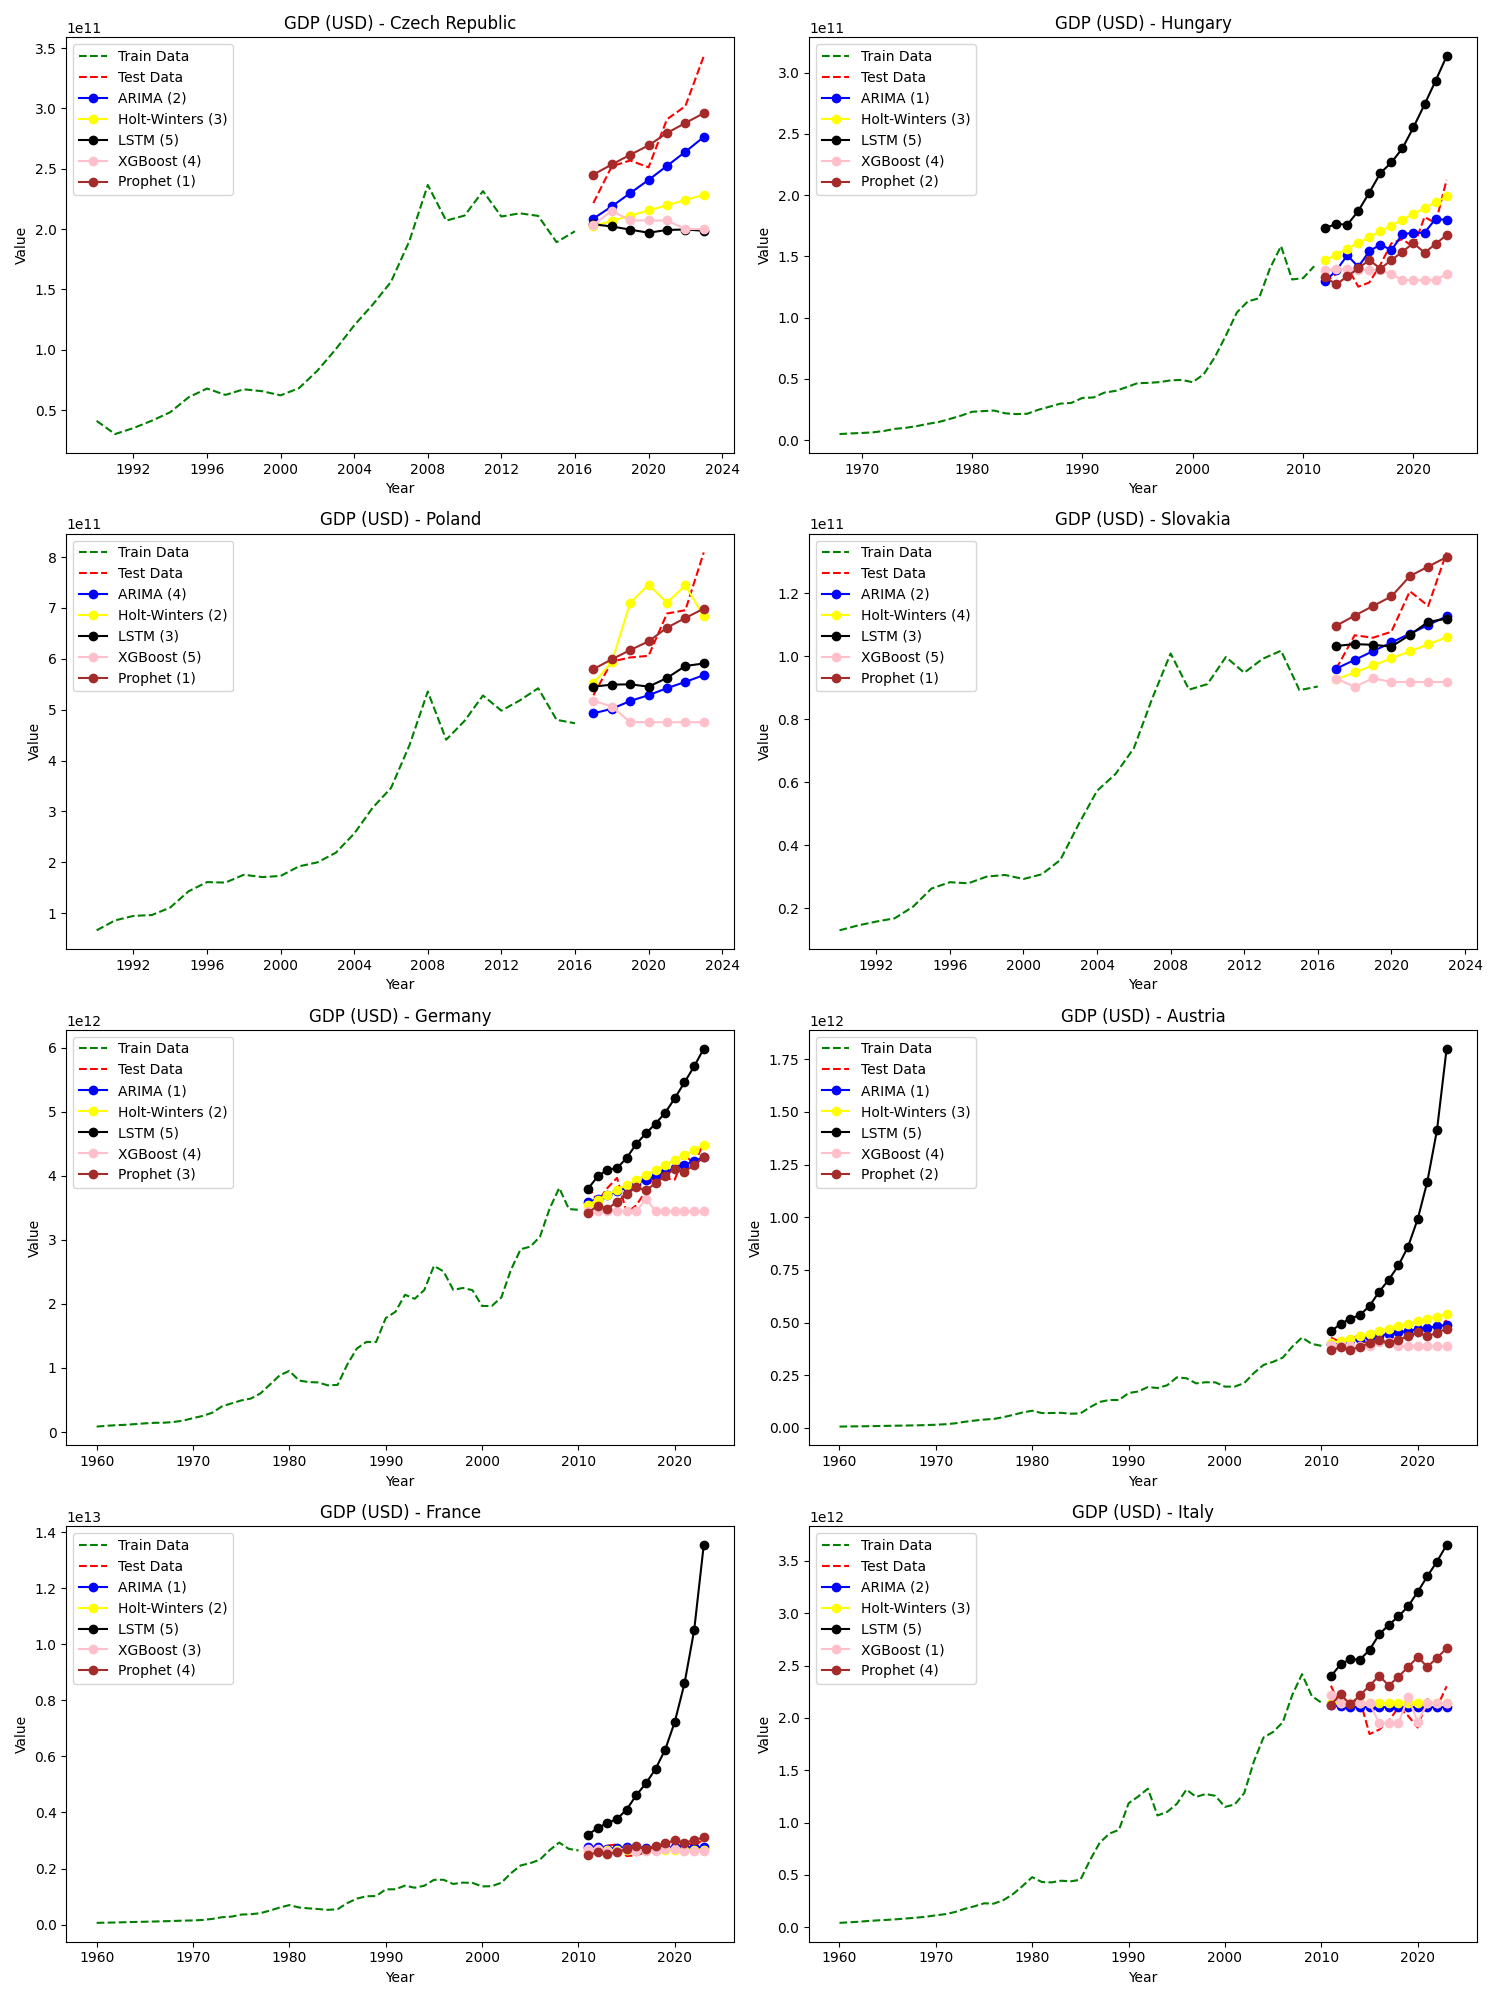 GDP (USD) - Czech Republic
1e11
Train Data
Test Data
ARIMA (2)
Holt-Winters (3)
LSTM (5)
XGBoost (4)
Prophet (1)
3.5
3.0
2.5
2.0
1.5
1.0
0.5
Value
1992 1996 2000 2004 2008 2012 2016 2020 2024
Year
GDP (USD) - Hungary
1e11
Train Data
Test Data
ARIMA (1)
Holt-Winters (3)
LSTM (5)
XGBoost (4)
Prophet (2)
3.0
2.5
2.0
1.5
1.0
0.5
0.0
Value
1970 1980 1990 2000 2010 2020
Year
GDP (USD) - Poland
1e11
Train Data
Test Data
ARIMA (4)
Holt-Winters (2)
LSTM (3)
XGBoost (5)
Prophet (1)
8
7
6
5
4
3
2
1
Value
1992 1996 2000 2004 2008 2012 2016 2020 2024
Year
GDP (USD) - Slovakia
1e11
Train Data
Test Data
ARIMA (2)
Holt-Winters (4)
LSTM (3)
XGBoost (5)
Prophet (1)
1.2
1.0
0.8
0.6
0.4
0.2
Value
1992 1996 2000 2004 2008 2012 2016 2020 2024
Year
GDP (USD) - Germany
1e12
Train Data
Test Data
ARIMA (1)
Holt-Winters (2)
LSTM (5)
XGBoost (4)
Prophet (3)
6
5
4
3
2
1
0
Value
1960 1970 1980 1990 2000 2010 2020
Year
GDP (USD) - Austria
1e12
Train Data
Test Data
ARIMA (1)
Holt-Winters (3)
LSTM (5)
XGBoost (4)
Prophet (2)
1.75
1.50
1.25
1.00
0.75
0.50
0.25
0.00
Value
1960 1970 1980 1990 2000 2010 2020
Year
GDP (USD) - France
1e13
Train Data
Test Data
ARIMA (1)
Holt-Winters (2)
LSTM (5)
XGBoost (3)
Prophet (4)
1.4
1.2
1.0
0.8
0.6
0.4
0.2
0.0
Value
1960 1970 1980 1990 2000 2010 2020
Year
GDP (USD) - Italy
1e12
Train Data
Test Data
ARIMA (2)
Holt-Winters (3)
LSTM (5)
XGBoost (1)
Prophet (4)
3.5
3.0
2.5
2.0
1.5
1.0
0.5
0.0
Value
1960 1970 1980 1990 2000 2010 2020
Year